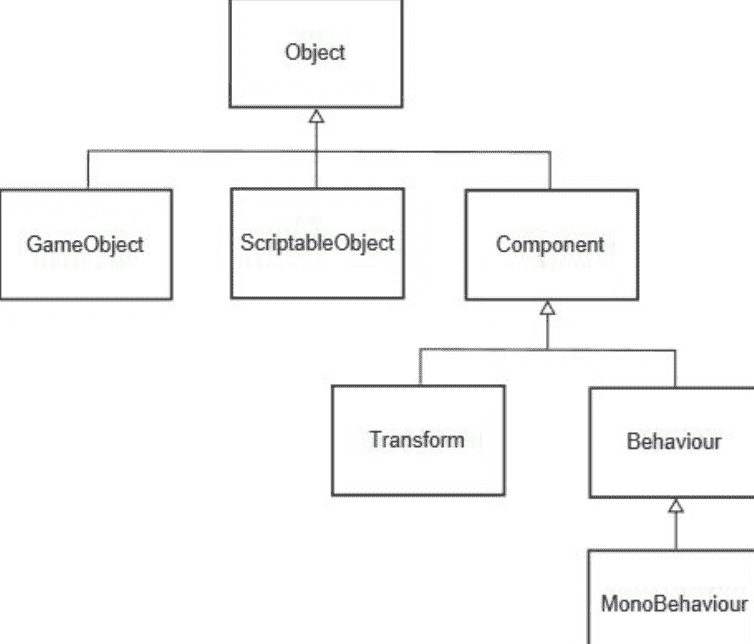 Object
GameObject
ScriptableObject
Component
Transform
Behaviour
MonoBehaviour